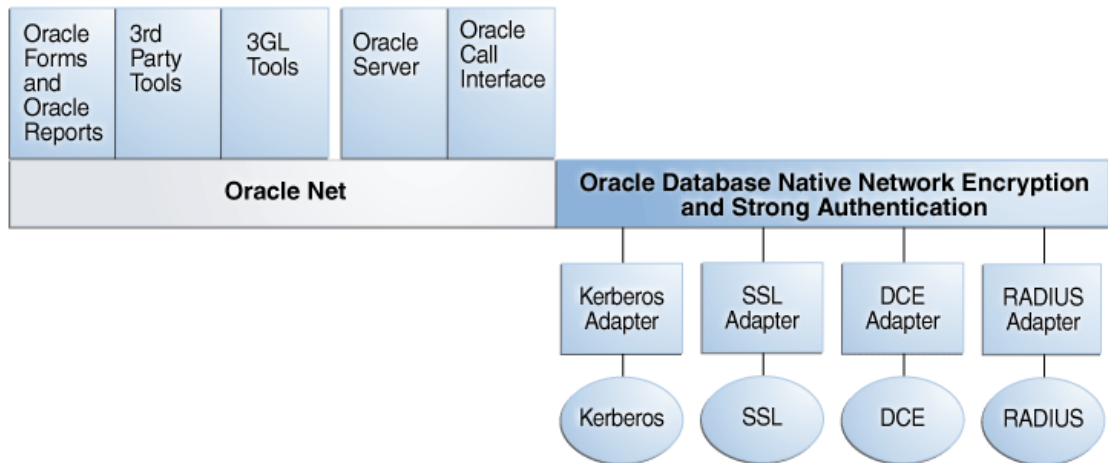 Oracle
Forms
and
Oracle
Reports
3rd
Party
Tools
3GL
Tools
Oracle
Server
Oracle
Call
Interface
Oracle Net
Oracle Database Native Network Encryption
and Strong Authentication
Kerberos
Adapter
SSL
Adapter
DCE
Adapter
RADIUS
Adapter
Kerberos
SSL
DCE
RADIUS